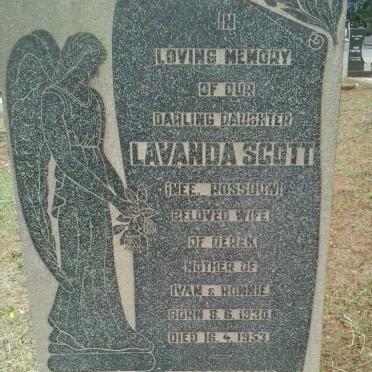 IN
LOVING MEMORY
OF OUR
DARLING DAUGHTER
LAVANDA SCOTT
(NEE, ROSSOUW)
BELOVED WIFE
OF DEREK
MOTHER OF
IVAN & RONNIE
BORN 8.6.1930.
DIED 16.4.1953.